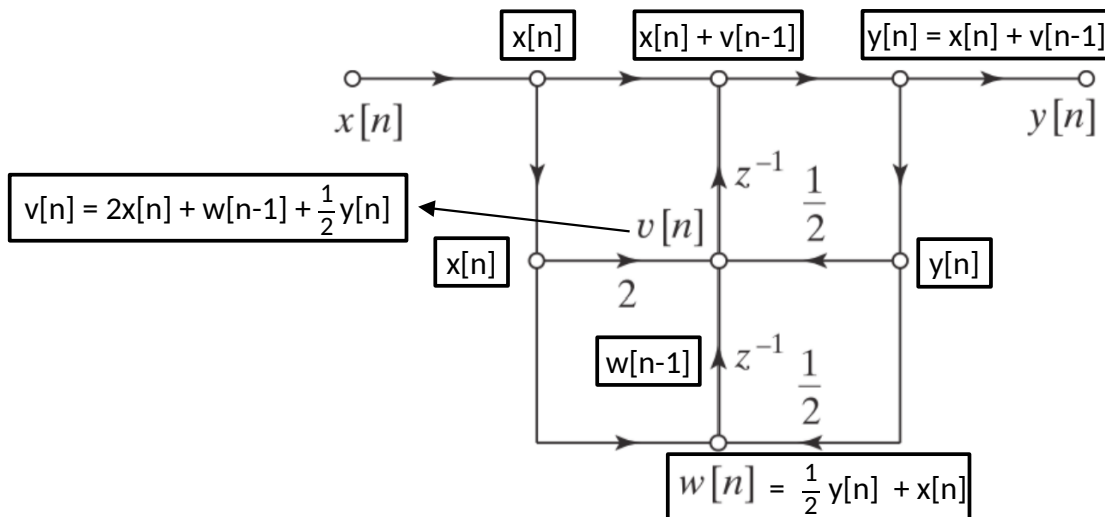 x[n]
x[n] + v[n-1]
y[n] = x[n] + v[n-1]
x[n]
y[n]
z⁻¹
1/2
v[n] = 2x[n] + w[n-1] + 1/2 y[n]
v[n]
x[n]
y[n]
2
w[n-1]
z⁻¹
1/2
w[n] = 1/2 y[n] + x[n]